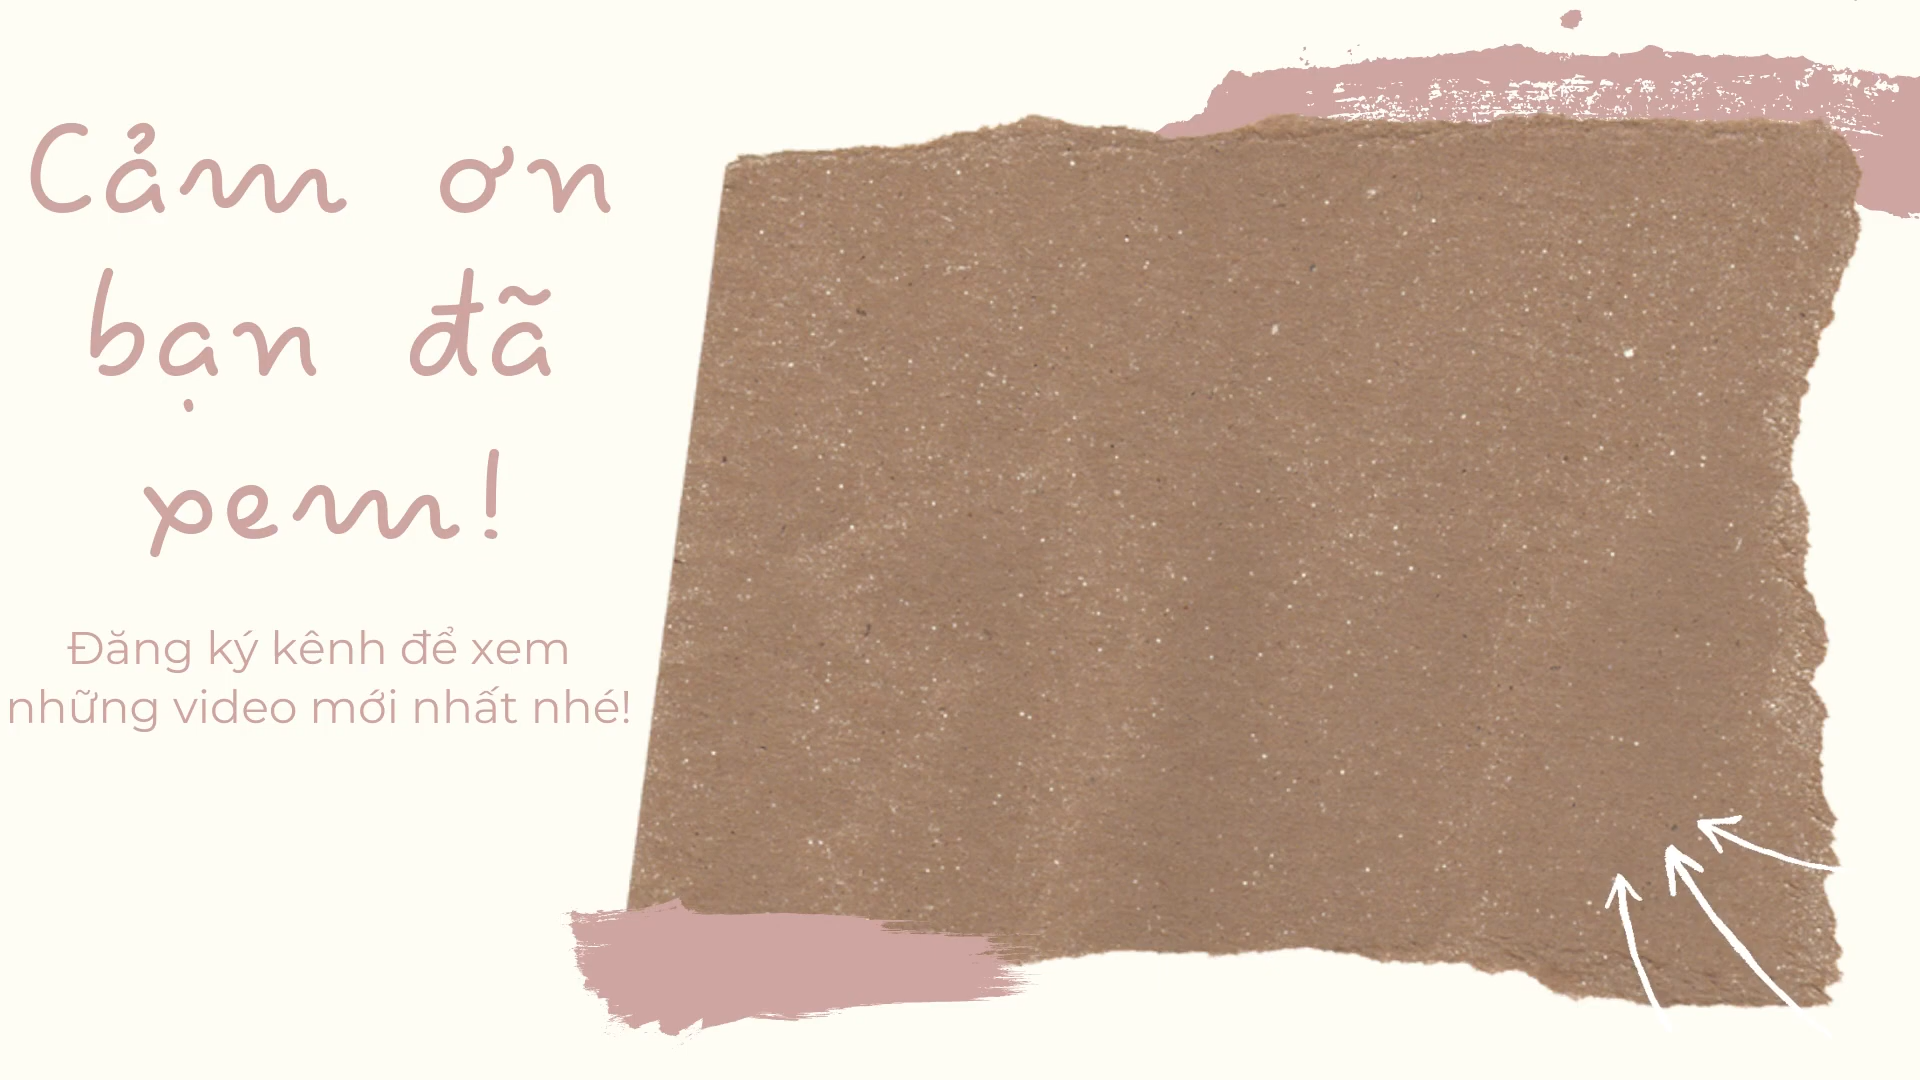 Cảm ơn
bạn đã
xem!
Đăng ký kênh để xem
những video mới nhất nhé!